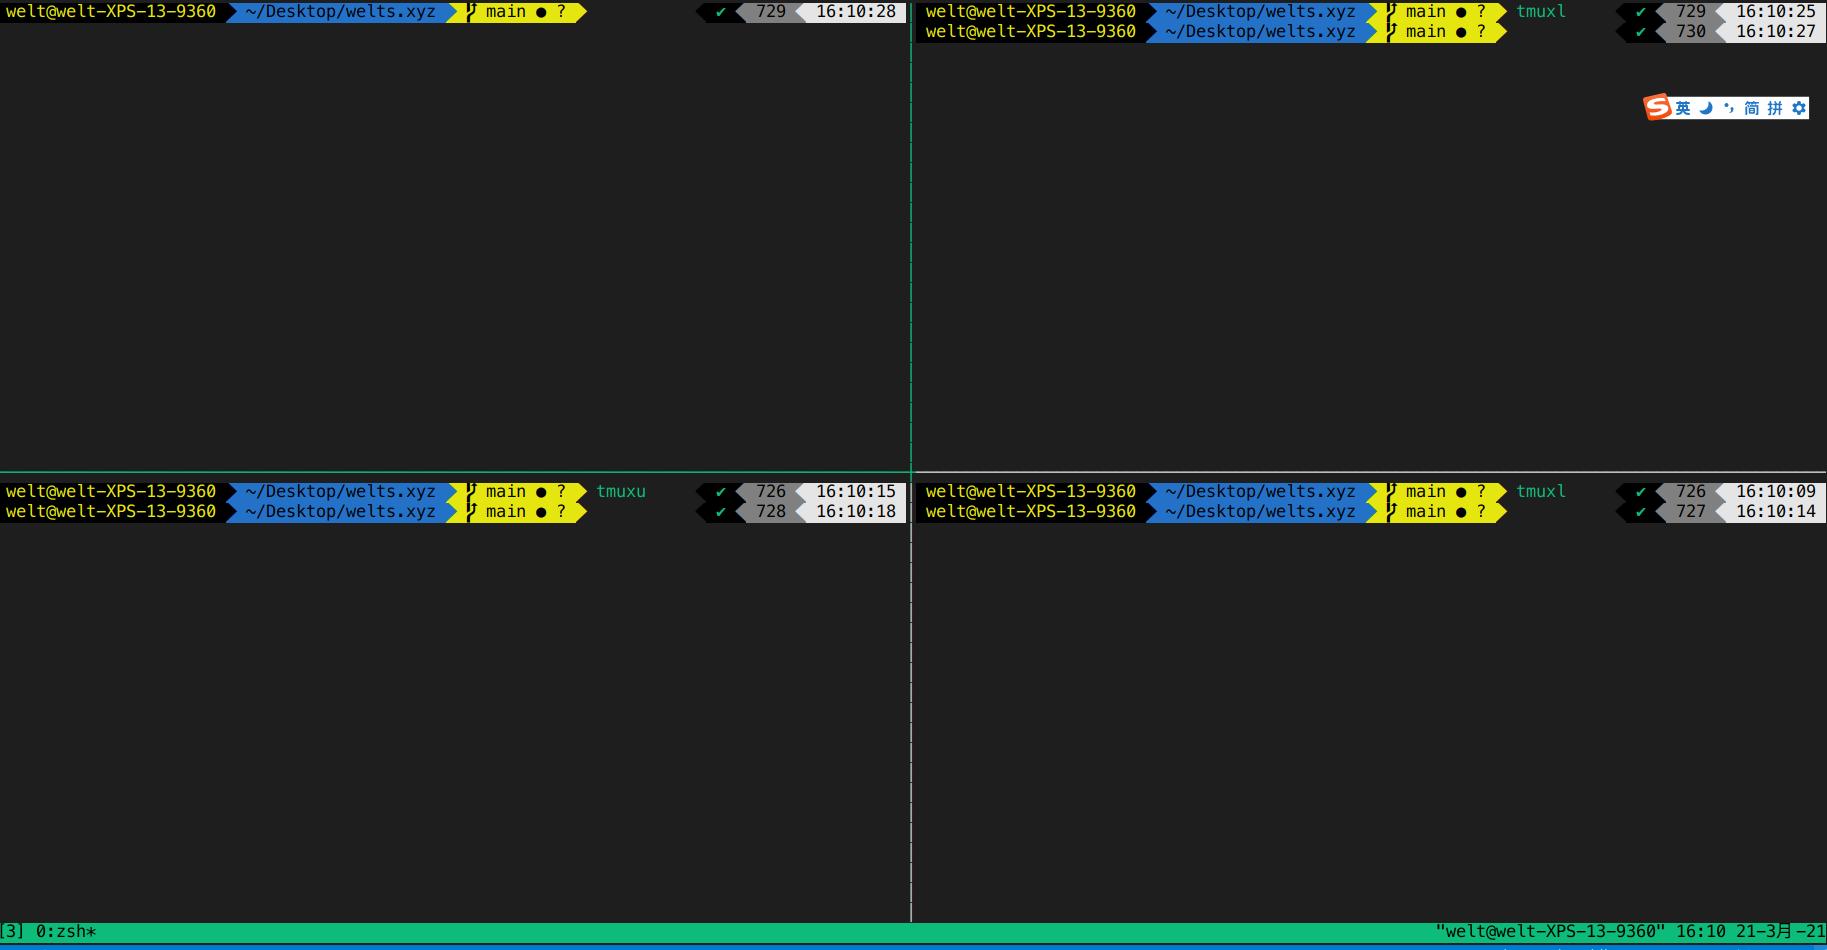 welt@welt-XPS-13-9360 ~/Desktop/welts.xyz main ● ? ✔ 729 16:10:28
welt@welt-XPS-13-9360 ~/Desktop/welts.xyz main ● ? tmuxl ✔ 729 16:10:25
welt@welt-XPS-13-9360 ~/Desktop/welts.xyz main ● ? ✔ 730 16:10:27
英 简 拼
welt@welt-XPS-13-9360 ~/Desktop/welts.xyz main ● ? tmuxu ✔ 726 16:10:15
welt@welt-XPS-13-9360 ~/Desktop/welts.xyz main ● ? ✔ 728 16:10:18
welt@welt-XPS-13-9360 ~/Desktop/welts.xyz main ● ? tmuxl ✔ 726 16:10:09
welt@welt-XPS-13-9360 ~/Desktop/welts.xyz main ● ? ✔ 727 16:10:14
[3] 0:zsh* "welt@welt-XPS-13-9360" 16:10 21-3月-21